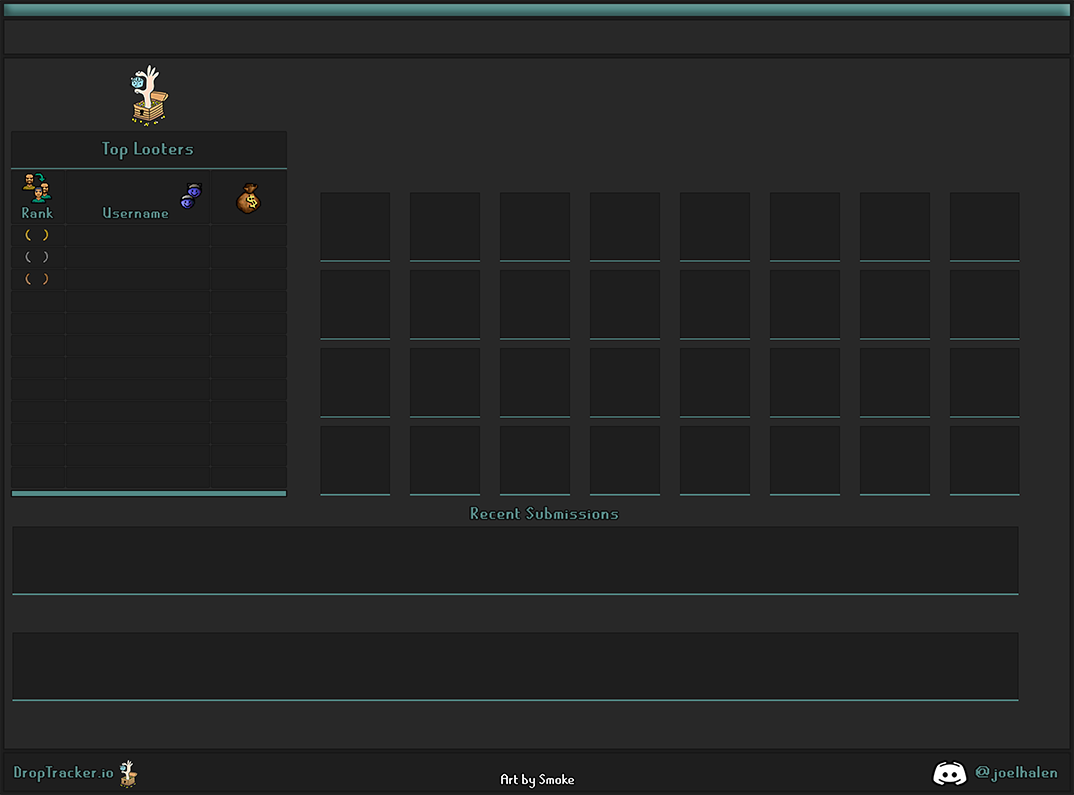 Top Looters
Rank
Username
( )
( )
( )
Recent Submissions
DropTracker.io
Art by Smoke
@joelhalen